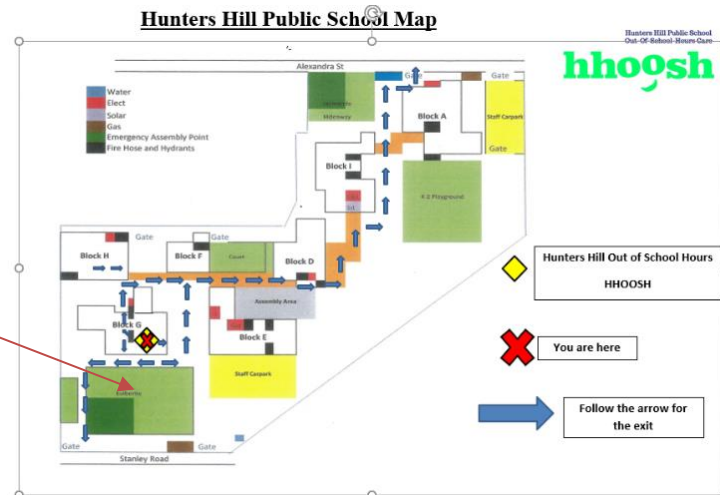 Hunters Hill Public School Map
Hunters Hill Public School
Out-Of-School-Hours Care
hhoosh
Alexandra St
Gate
Gate
Water
Elect
Solar
Gas
Emergency Assembly Point
Fire Hose and Hydrants
Hideway
Block A
Staff Carpark
Gate
Block I
K-2 Playground
Gate
Gate
Block H
Block F
Court
Block D
Assembly Area
Block G
Block E
Staff Carpark
Hunters Hill Out of School Hours
HHOOSH
You are here
Follow the arrow for
the exit
Gate
Gate
Stanley Road